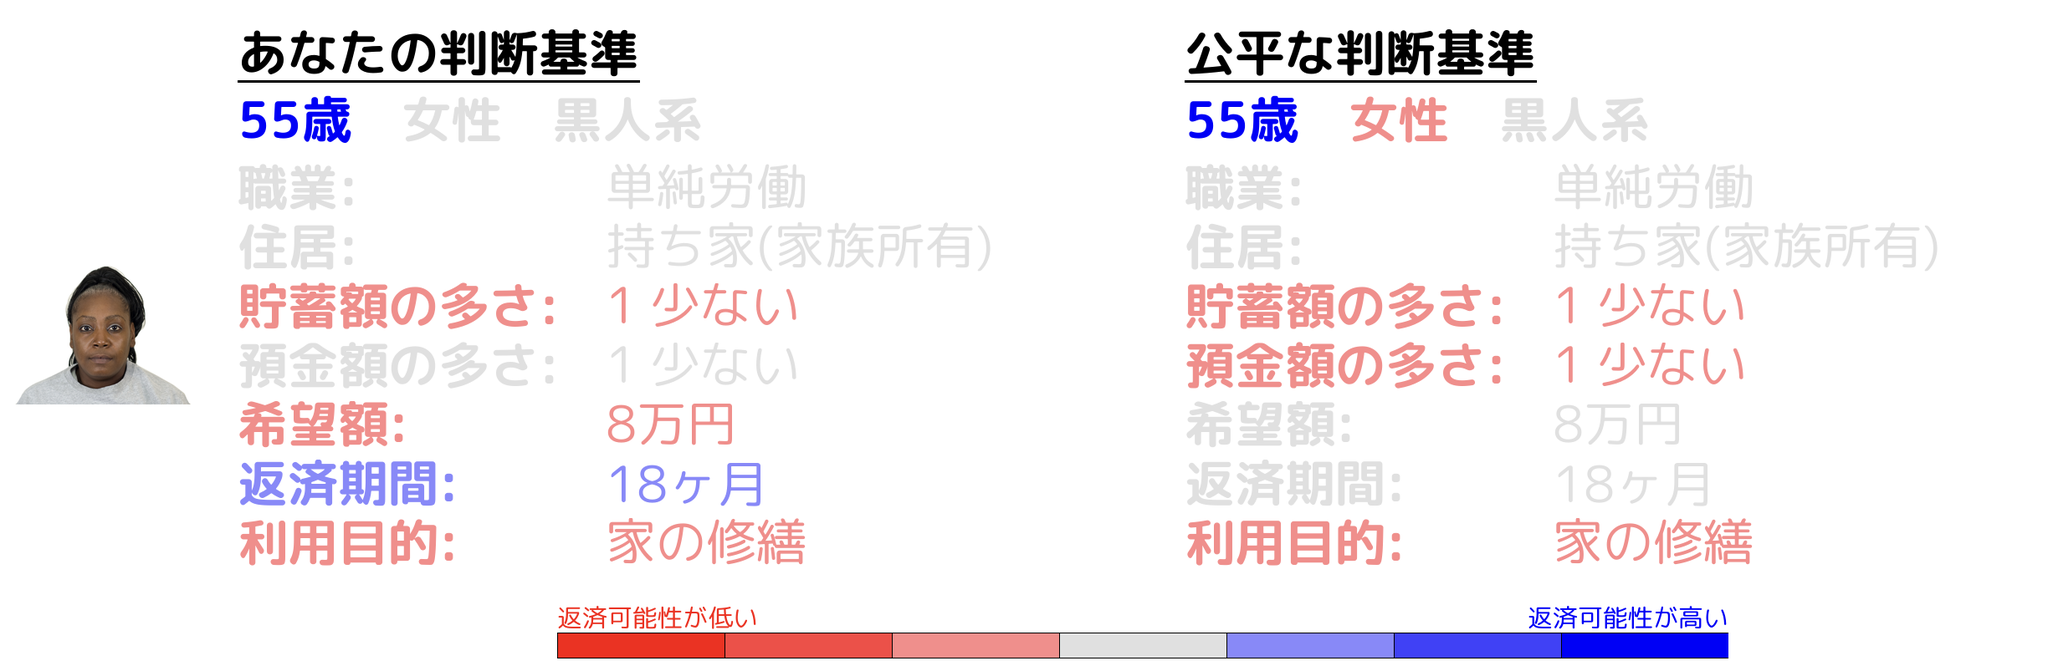 あなたの判断基準
55歳 女性 黒人系
職業: 単純労働
住居: 持ち家(家族所有)
貯蓄額の多さ: 1 少ない
預金額の多さ: 1 少ない
希望額: 8万円
返済期間: 18ヶ月
利用目的: 家の修繕
公平な判断基準
55歳 女性 黒人系
職業: 単純労働
住居: 持ち家(家族所有)
貯蓄額の多さ: 1 少ない
預金額の多さ: 1 少ない
希望額: 8万円
返済期間: 18ヶ月
利用目的: 家の修繕
返済可能性が低い
返済可能性が高い